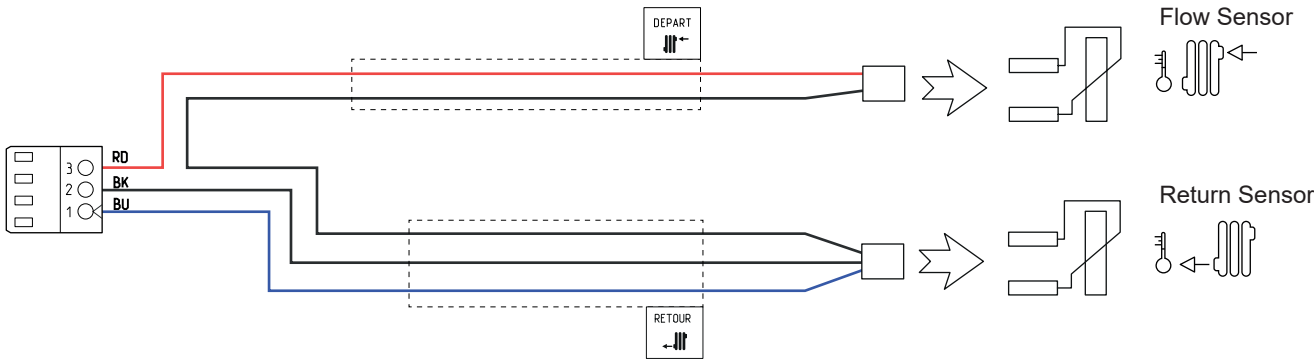 Flow Sensor
DEPART
RD
3
BK
2
BU
1
Return Sensor
RETOUR